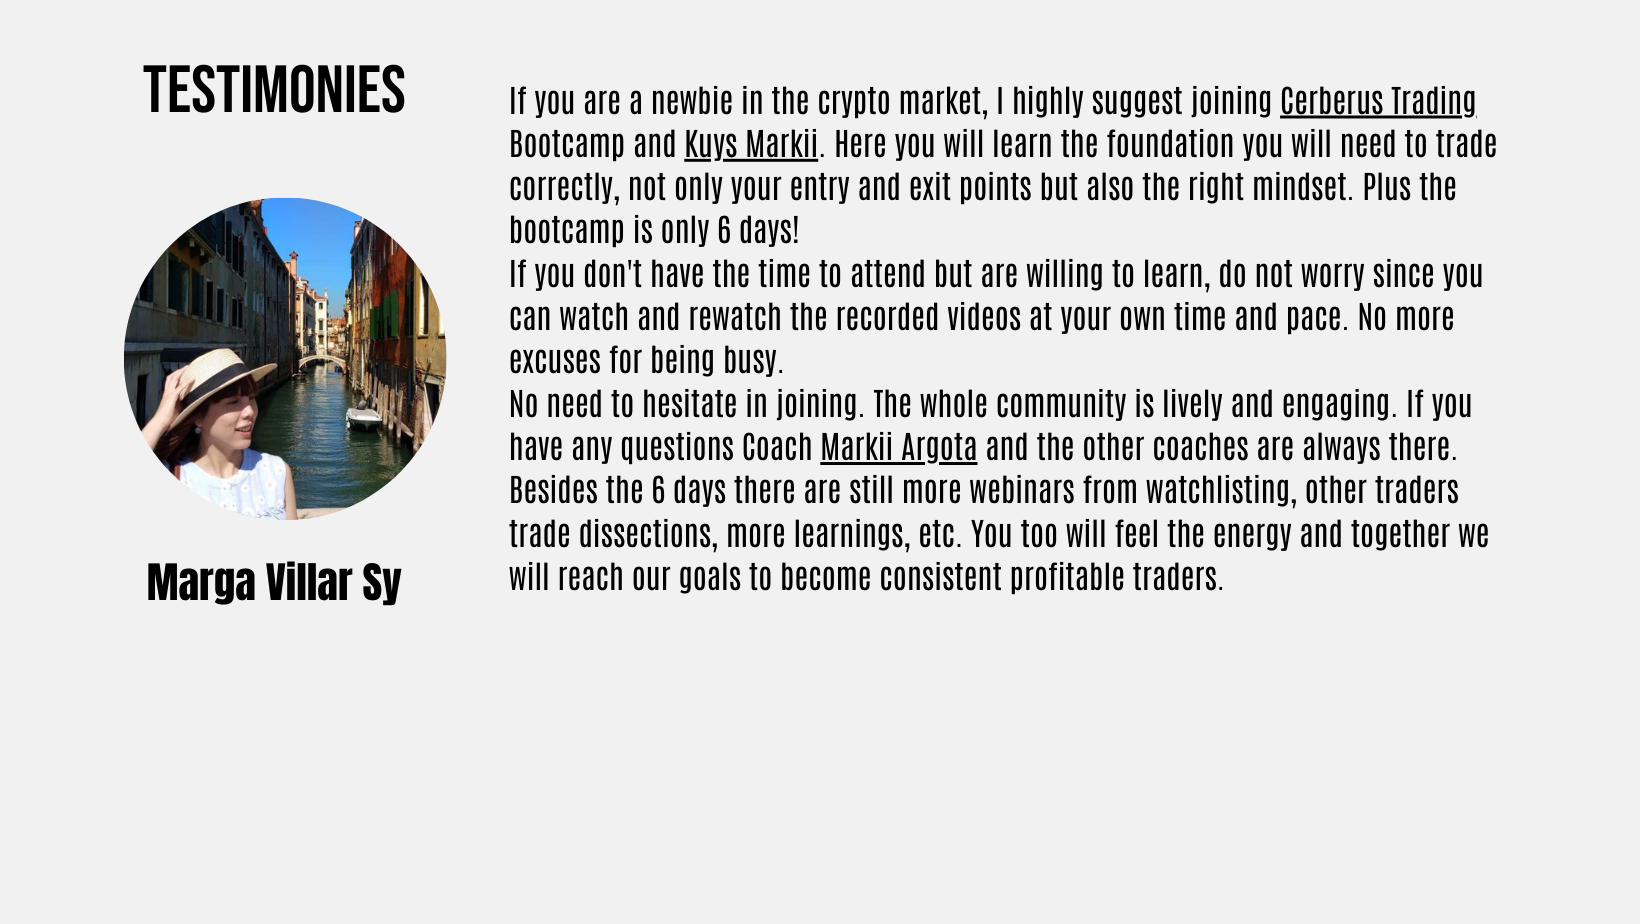 TESTIMONIES
If you are a newbie in the crypto market, I highly suggest joining Cerberus Trading
Bootcamp and Kuys Markii. Here you will learn the foundation you will need to trade
correctly, not only your entry and exit points but also the right mindset. Plus the
bootcamp is only 6 days!
If you don't have the time to attend but are willing to learn, do not worry since you
can watch and rewatch the recorded videos at your own time and pace. No more
excuses for being busy.
No need to hesitate in joining. The whole community is lively and engaging. If you
have any questions Coach Markii Argota and the other coaches are always there.
Besides the 6 days there are still more webinars from watchlisting, other traders
trade dissections, more learnings, etc. You too will feel the energy and together we
will reach our goals to become consistent profitable traders.
Marga Villar Sy